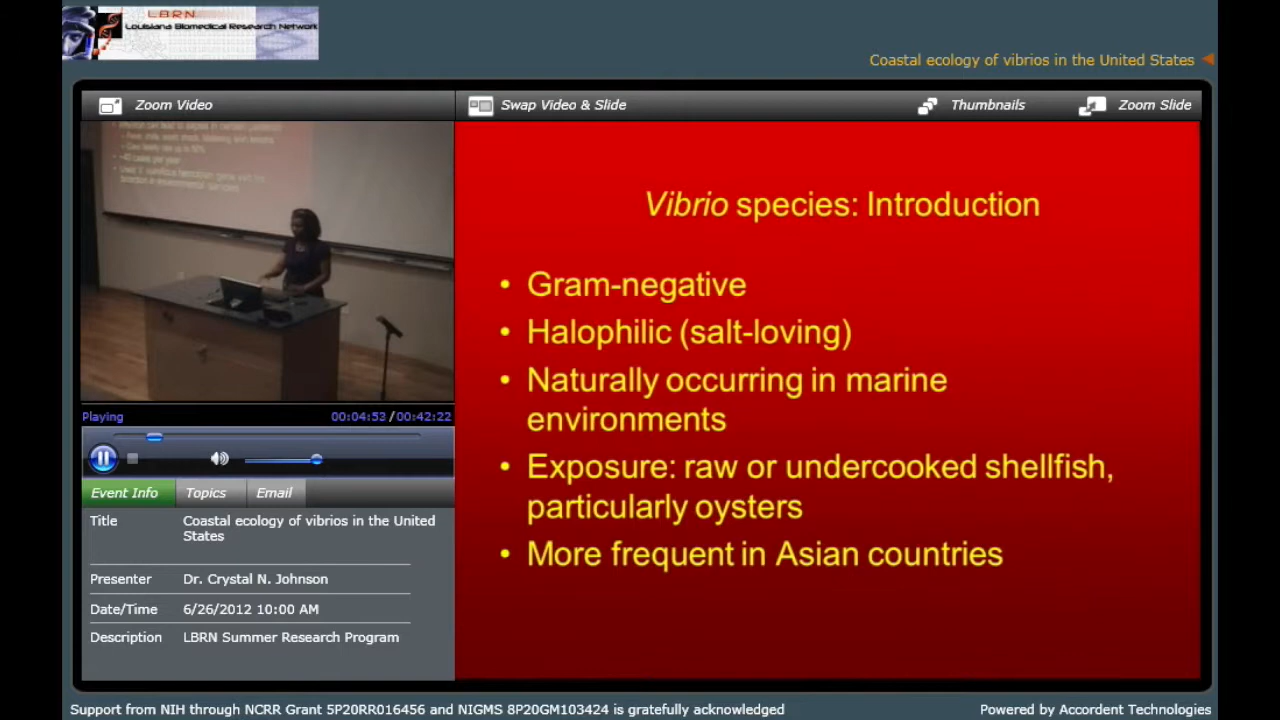 LBRN
Louisiana Biomedical Research Network
Coastal ecology of vibrios in the United States
Zoom Video
Swap Video & Slide
Thumbnails
Zoom Slide
Vibrio species: Introduction
• Gram-negative
• Halophilic (salt-loving)
• Naturally occurring in marine
environments
• Exposure: raw or undercooked shellfish,
particularly oysters
• More frequent in Asian countries
Playing
00:04:53 / 00:42:22
Event Info
Topics
Email
Title
Coastal ecology of vibrios in the United
States
Presenter
Dr. Crystal N. Johnson
Date/Time
6/26/2012 10:00 AM
Description
LBRN Summer Research Program
Support from NIH through NCRR Grant 5P20RR016456 and NIGMS 8P20GM103424 is gratefully acknowledged
Powered by Accordent Technologies